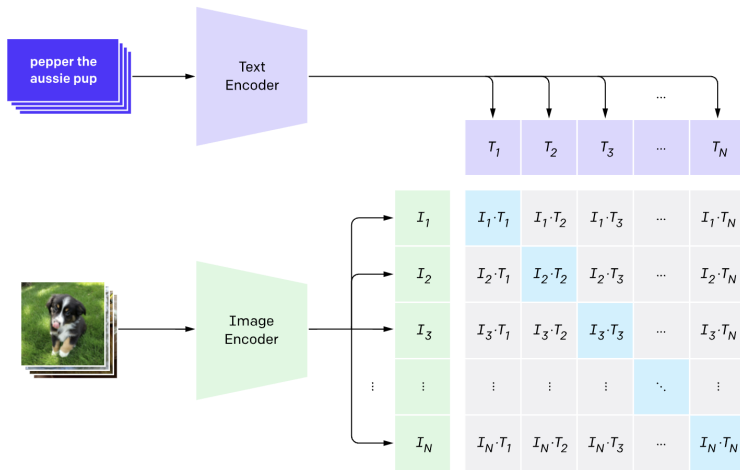 pepper the
aussie pup
Text
Encoder
...
T1 T2 T3 ... TN
I1 I1·T1 I1·T2 I1·T3 ... I1·TN
I2 I2·T1 I2·T2 I2·T3 ... I2·TN
Image
Encoder
I3 I3·T1 I3·T2 I3·T3 ... I3·TN
⋮ ⋮ ⋮ ⋮ ⋮ ⋱ ⋮
IN IN·T1 IN·T2 IN·T3 ... IN·TN